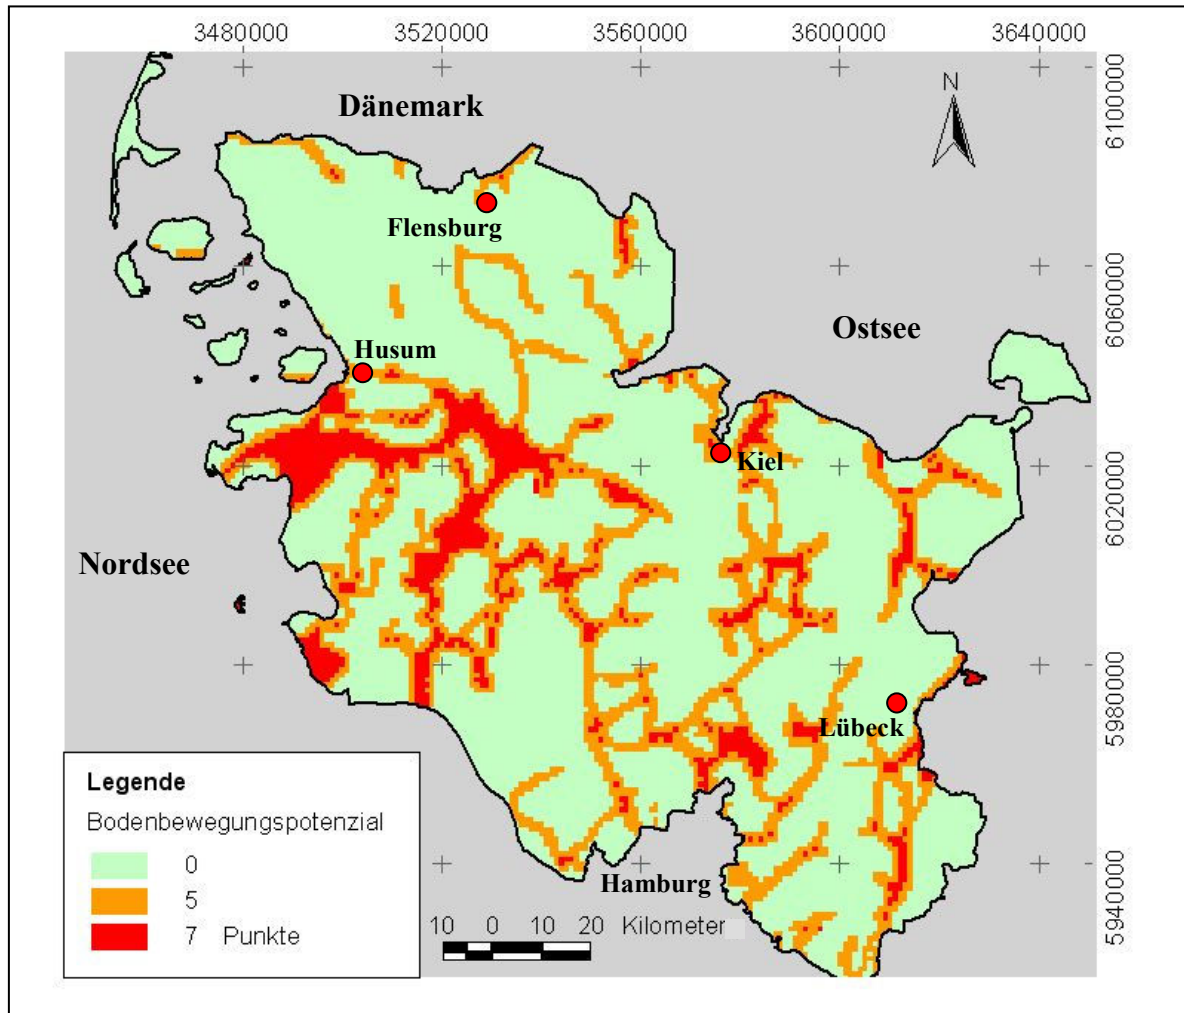 3480000 3520000 3560000 3600000 3640000
6100000
N
Dänemark
Flensburg
6060000
Ostsee
Husum
Kiel
6020000
Nordsee
5980000
Lübeck
Legende
Bodenbewegungspotenzial
0
5
7 Punkte
Hamburg
5940000
10 0 10 20 Kilometer